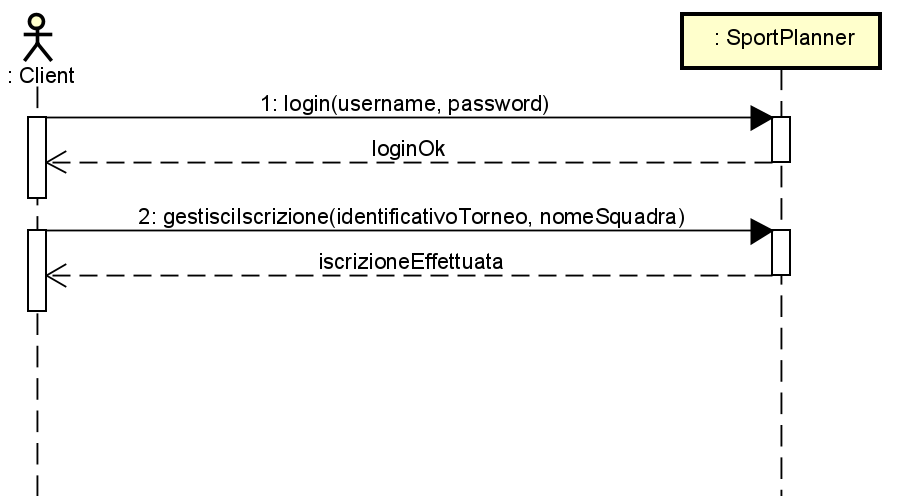 : Client
: SportPlanner
1: login(username, password)
loginOk
2: gestisciIscrizione(identificativoTorneo, nomeSquadra)
iscrizioneEffettuata